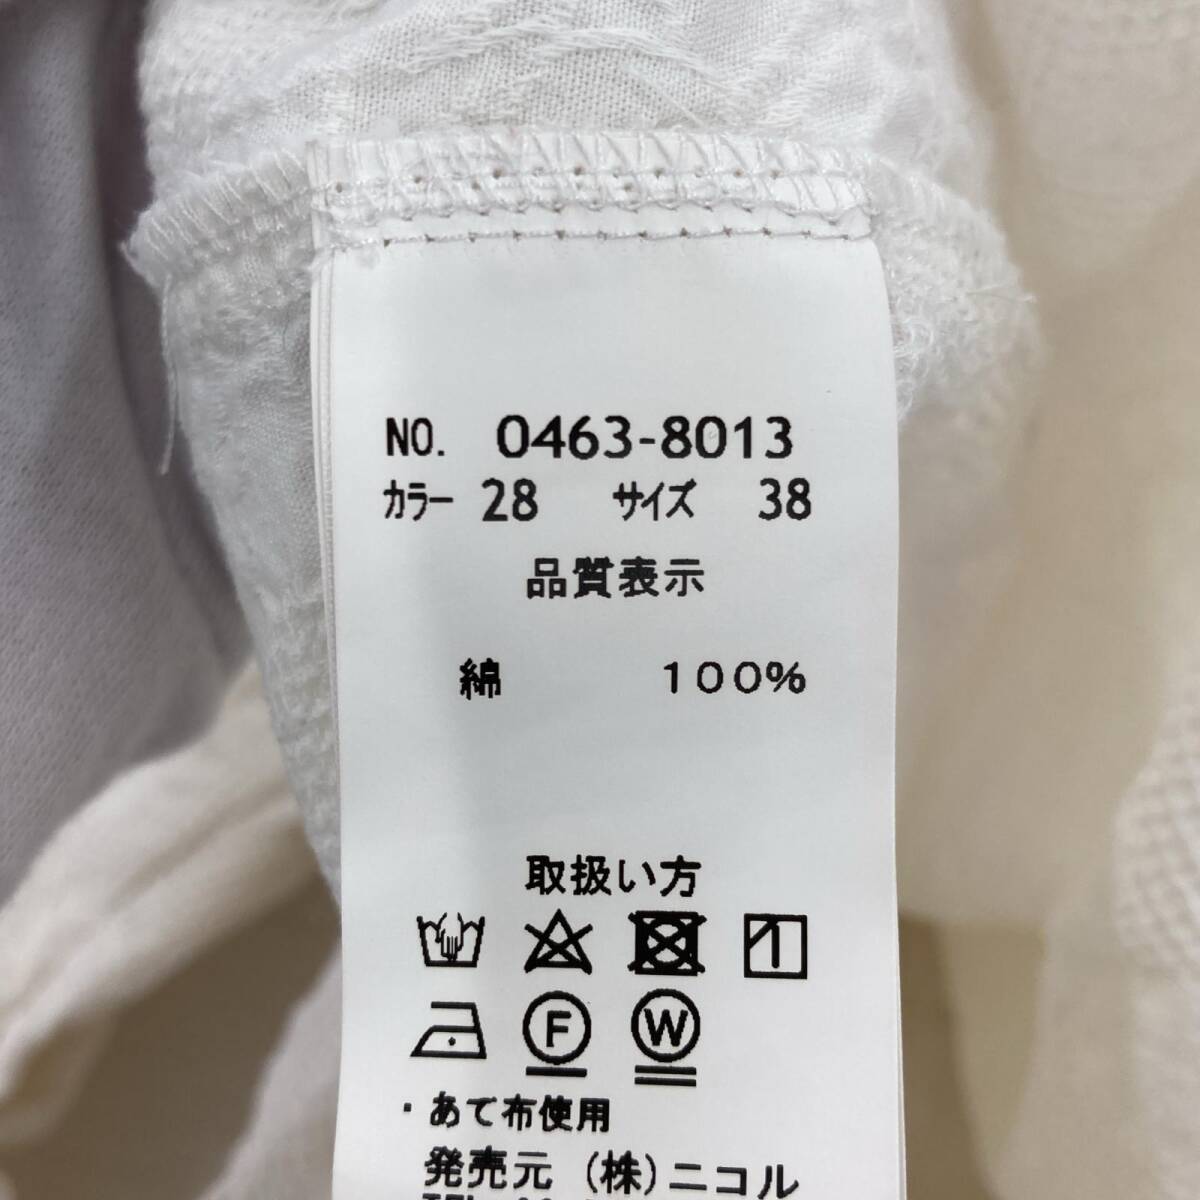 NO. 0463-8013
カラー 28 サイズ 38
品質表示
綿 100%
取扱い方
F W
・あて布使用
発売元 (株)ニコル